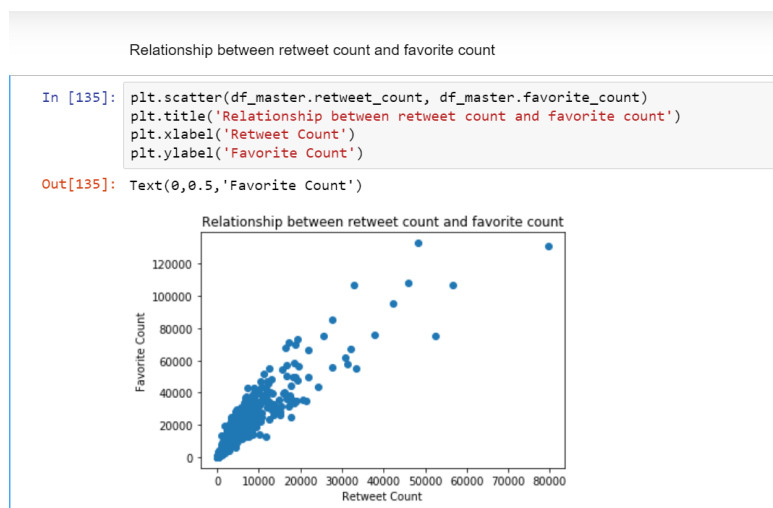 Relationship between retweet count and favorite count
In [135]: plt.scatter(df_master.retweet_count, df_master.favorite_count)
plt.title('Relationship between retweet count and favorite count')
plt.xlabel('Retweet Count')
plt.ylabel('Favorite Count')
Out[135]: Text(0,0.5,'Favorite Count')
Relationship between retweet count and favorite count
120000
100000
80000
60000
40000
20000
0
Favorite Count
0 10000 20000 30000 40000 50000 60000 70000 80000
Retweet Count